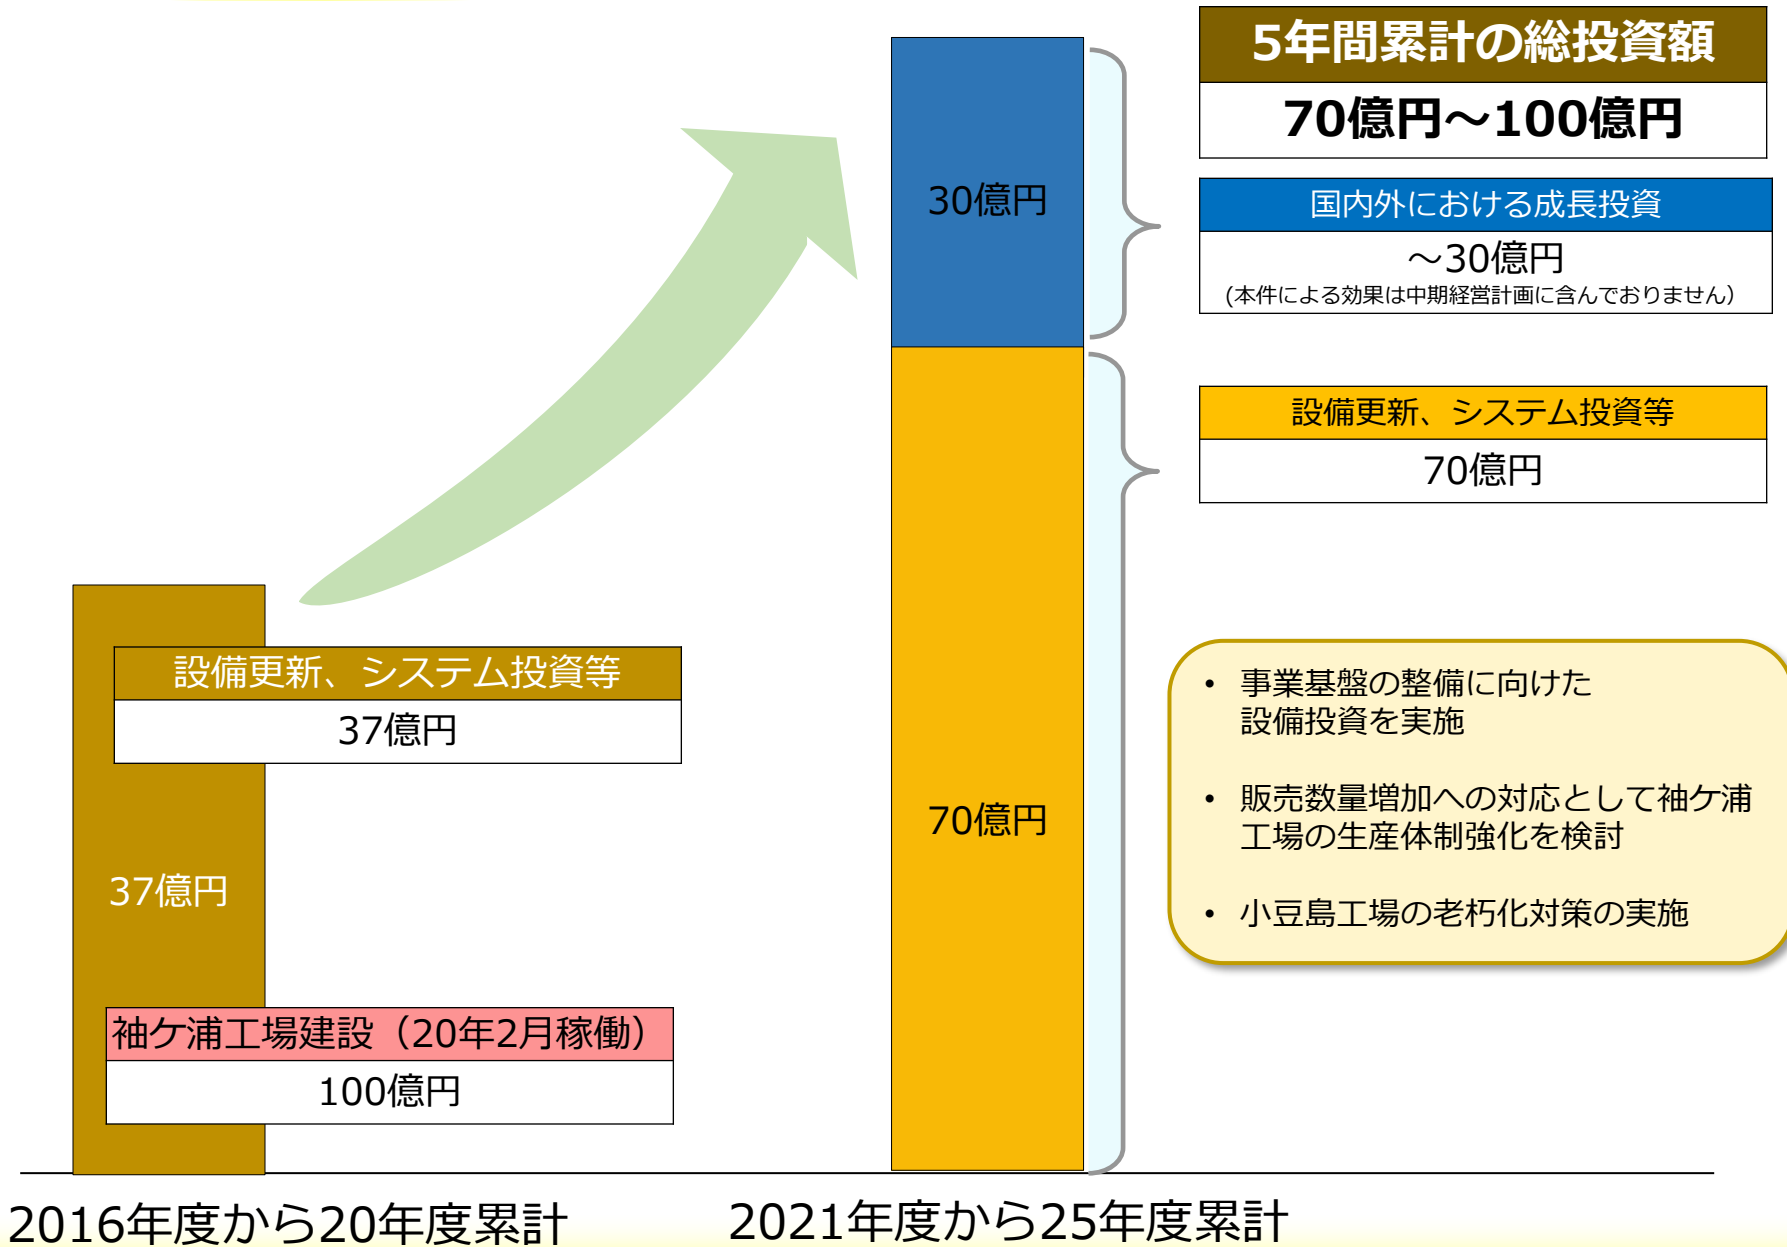 5年間累計の総投資額
70億円～100億円
30億円
国内外における成長投資
～30億円
(本件による効果は中期経営計画に含んでおりません）
設備更新、システム投資等
70億円
70億円
設備更新、システム投資等
37億円
37億円
袖ケ浦工場建設（20年2月稼働）
100億円
• 事業基盤の整備に向けた
設備投資を実施
• 販売数量増加への対応として袖ケ浦
工場の生産体制強化を検討
• 小豆島工場の老朽化対策の実施
2016年度から20年度累計
2021年度から25年度累計